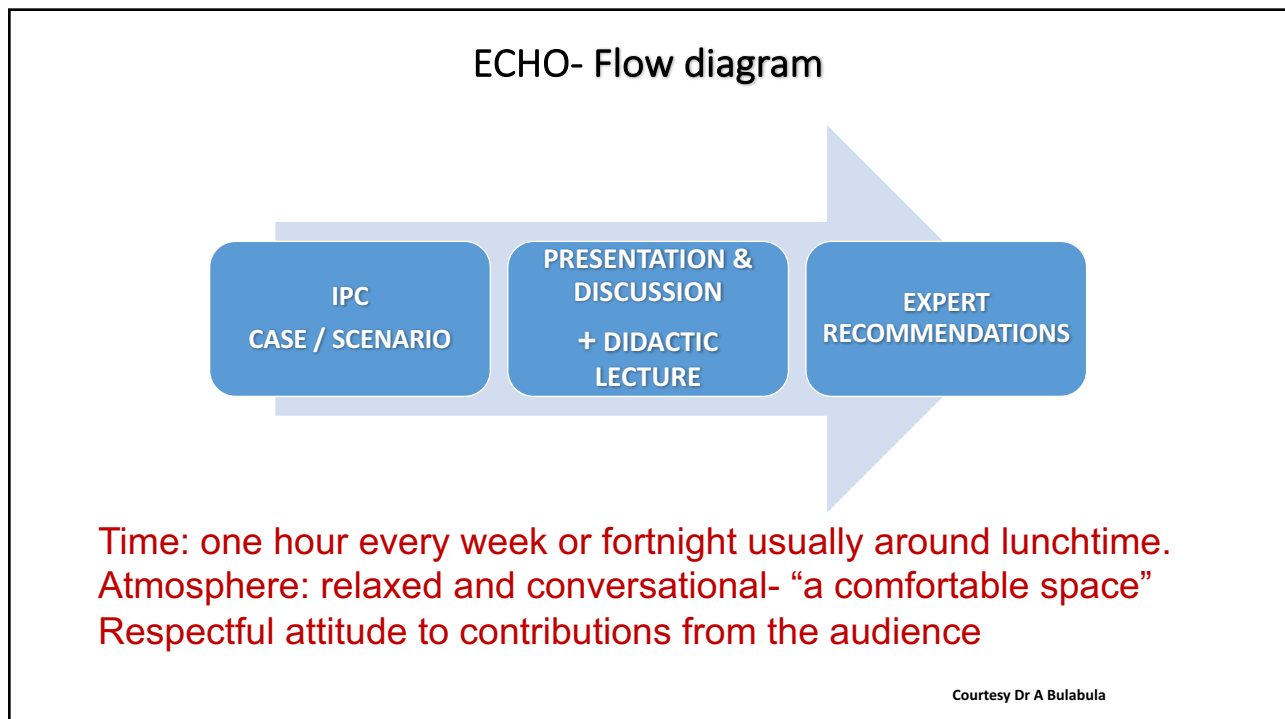 ECHO- Flow diagram
IPC
CASE / SCENARIO
PRESENTATION &
DISCUSSION
+ DIDACTIC
LECTURE
EXPERT
RECOMMENDATIONS
Time: one hour every week or fortnight usually around lunchtime.
Atmosphere: relaxed and conversational- “a comfortable space”
Respectful attitude to contributions from the audience
Courtesy Dr A Bulabula